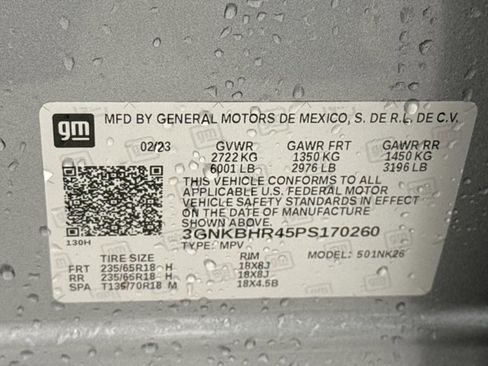 gm
MFD BY GENERAL MOTORS DE MEXICO, S. DE R.L. DE C.V.
02/23 GVWR GAWR FRT GAWR RR
2722 KG 1350 KG 1450 KG
6001 LB 2976 LB 3196 LB
THIS VEHICLE CONFORMS TO ALL
APPLICABLE U.S. FEDERAL MOTOR
VEHICLE SAFETY
STANDARDS IN EFFECT ON THE DATE OF
MANUFACTURE SHOWN ABOVE.
3GNKBHR45PS170260
130H TYPE: MPV MODEL: 501NK26
TIRE SIZE RIM
FRT 235/65R18 H 18X8J
RR 235/65R18 H 18X8J
SPA T135/70R18 M 18X4.5B